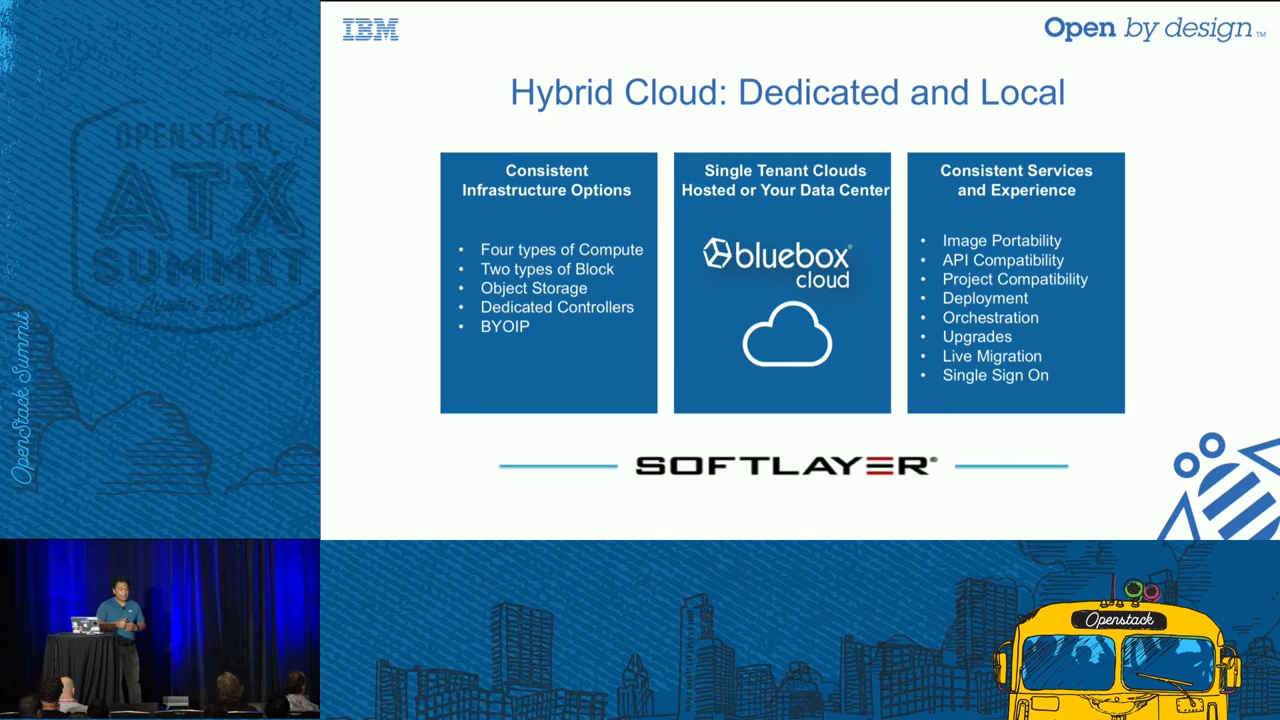 IBM
Open by design™
Hybrid Cloud: Dedicated and Local
Consistent
Infrastructure Options
• Four types of Compute
• Two types of Block
• Object Storage
• Dedicated Controllers
• BYOIP
Single Tenant Clouds
Hosted or Your Data Center
bluebox®
cloud
Consistent Services
and Experience
• Image Portability
• API Compatibility
• Project Compatibility
• Deployment
• Orchestration
• Upgrades
• Live Migration
• Single Sign On
SOFTLAYER®
OPENSTACK
ATX
SUMMIT
OpenStack Summit
Openstack